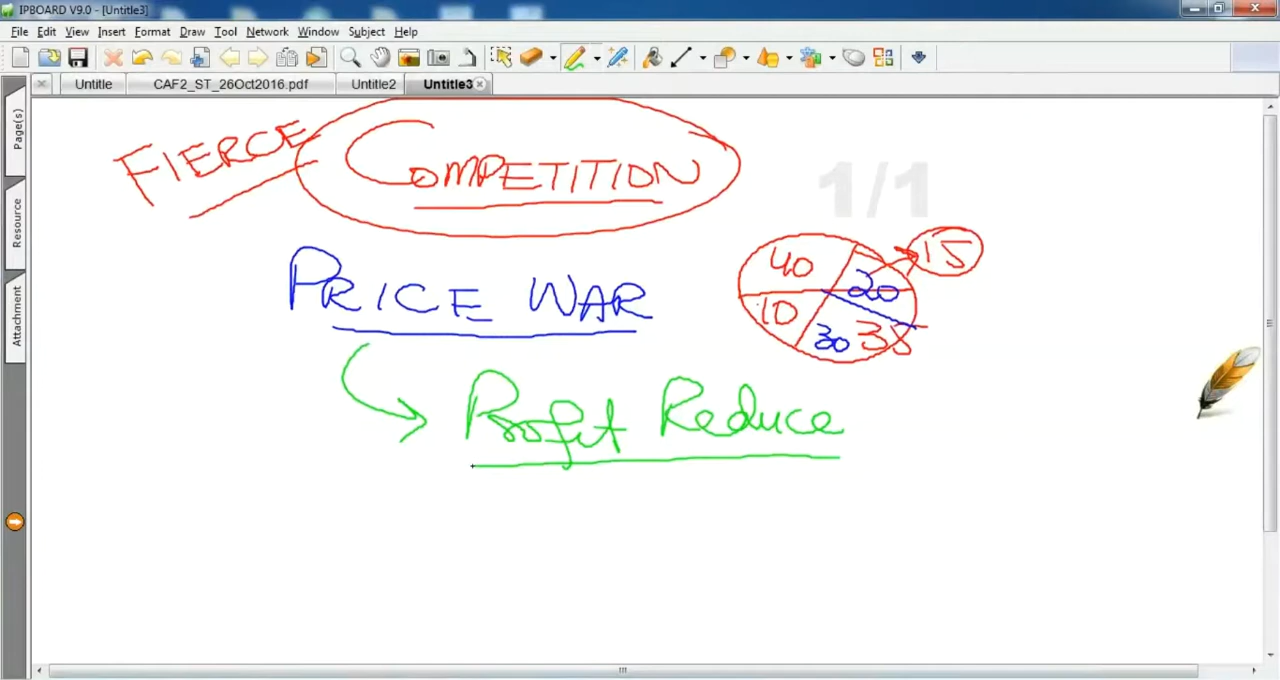 IPBOARD V9.0 - [Untitle3]
File Edit View Insert Format Draw Tool Network Window Subject Help
Untitle CAF2_ST_26Oct2016.pdf Untitle2 Untitle3
Page(s)
Resource
Attachment
1/1
FIERCE COMPETITION
PRICE WAR
40 20 15
10 30 35
Profit Reduce